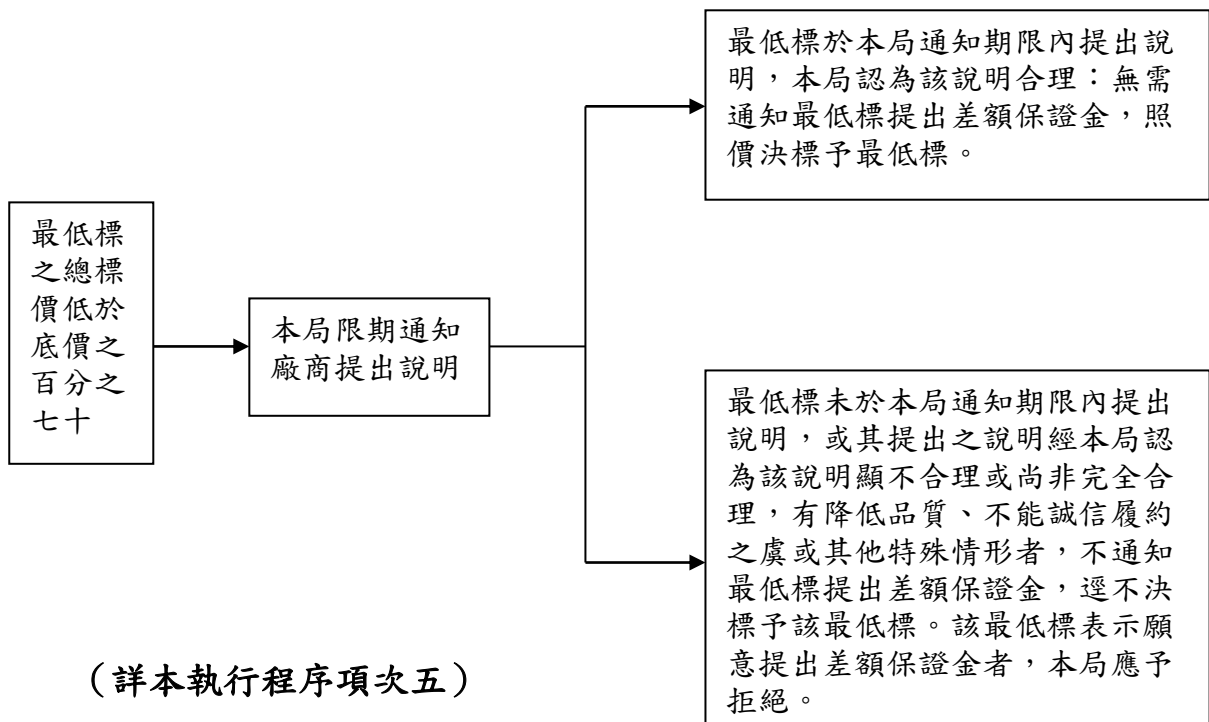 最低標
之總標
價低於
底價之
百分之
七十
本局限期通知
廠商提出說明
最低標於本局通知期限內提出說
明，本局認為該說明合理：無需
通知最低標提出差額保證金，照
價決標予最低標。
最低標未於本局通知期限內提出
說明，或其提出之說明經本局認
為該說明顯不合理或尚非完全合
理，有降低品質、不能誠信履約
之虞或其他特殊情形者，不通知
最低標提出差額保證金，逕不決
標予該最低標。該最低標表示願
意提出差額保證金者，本局應予
拒絕。
（詳本執行程序項次五）